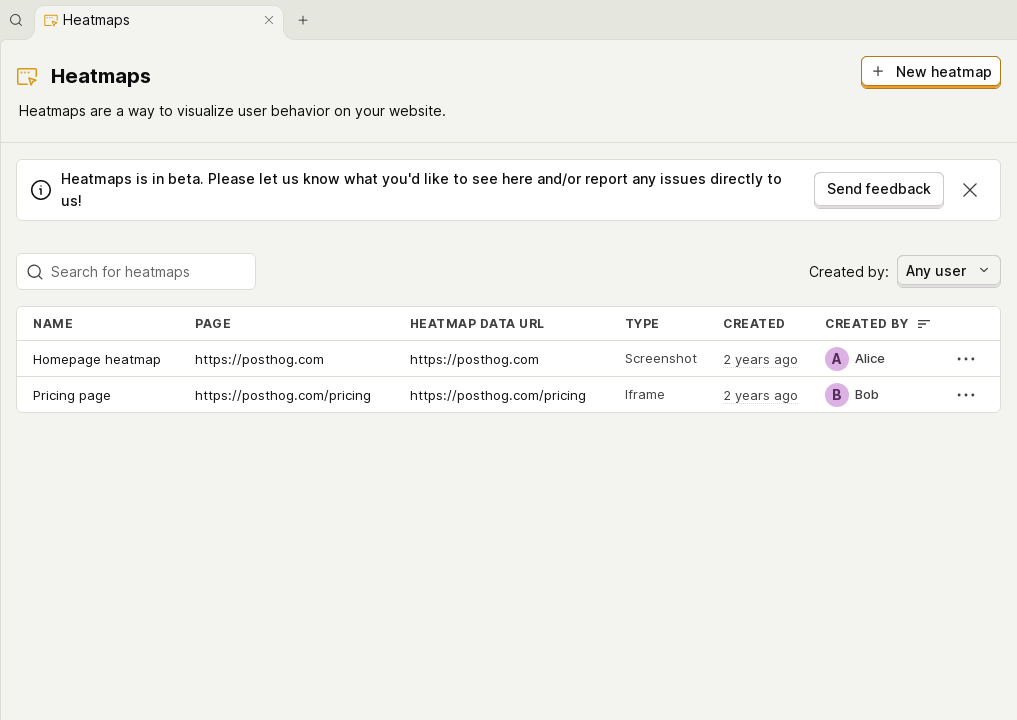 Heatmaps
Heatmaps
New heatmap
Heatmaps are a way to visualize user behavior on your website.
Heatmaps is in beta. Please let us know what you'd like to see here and/or report any issues directly to
us!
Send feedback
Search for heatmaps
Created by: Any user
NAME PAGE HEATMAP DATA URL TYPE CREATED CREATED BY
Homepage heatmap https://posthog.com https://posthog.com Screenshot 2 years ago A Alice
Pricing page https://posthog.com/pricing https://posthog.com/pricing Iframe 2 years ago B Bob